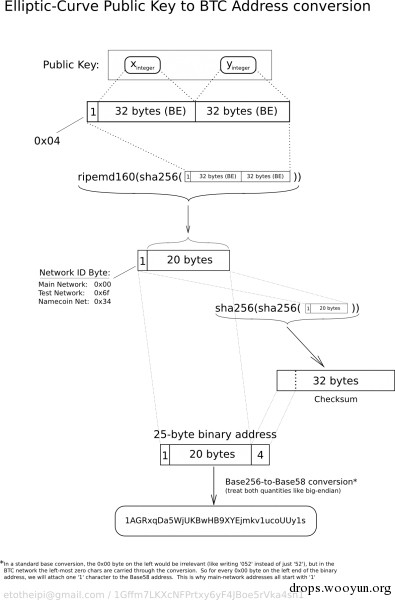 Elliptic-Curve Public Key to BTC Address conversion
Public Key:
x integer
y integer
1
32 bytes (BE)
32 bytes (BE)
0x04
ripemd160(sha256( 1 32 bytes (BE) 32 bytes (BE) ))
1
20 bytes
Network ID Byte:
Main Network: 0x00
Test Network: 0x6f
Namecoin Net: 0x34
sha256(sha256( 1 20 bytes ))
32 bytes
Checksum
25-byte binary address
1
20 bytes
4
Base256-to-Base58 conversion*
(treat both quantities like big-endian)
1AGRxqDa5WjUKBwHB9XYEjmkv1ucoUUy1s
*In a standard base conversion, the 0x00 byte on the left would be irrelevant (like writing '052' instead of just '52'), but in the
BTC network the left-most zero chars are carried through the conversion. So for every 0x00 byte on the left end of the binary
address, we will attach one '1' character to the Base58 address. This is why main-network addresses all start with '1'
etotheipi@gmail.com / 1Gffm7LKXcNFPrtxy6yF4JBoe5rVka4sn1
drops.wooyun.org